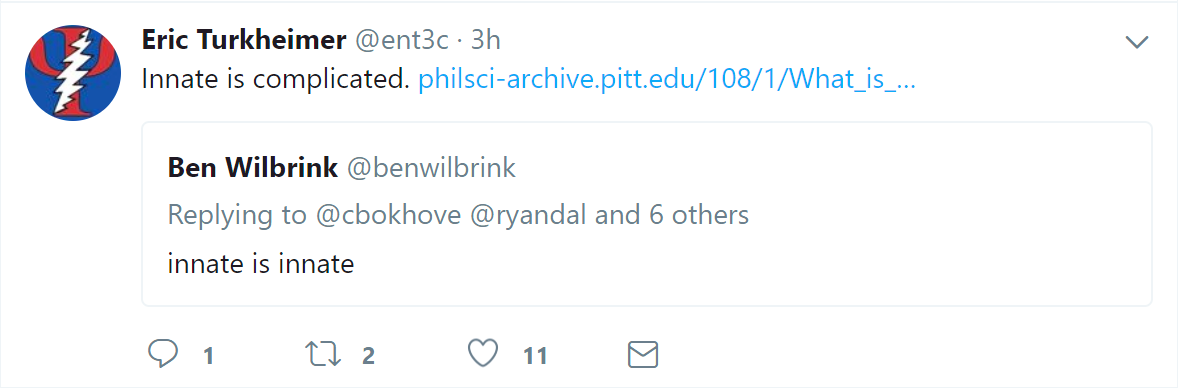 Eric Turkheimer @ent3c · 3h
Innate is complicated. philsci-archive.pitt.edu/108/1/What_is_...
Ben Wilbrink @benwilbrink
Replying to @cbokhove @ryandal and 6 others
innate is innate
1 2 11